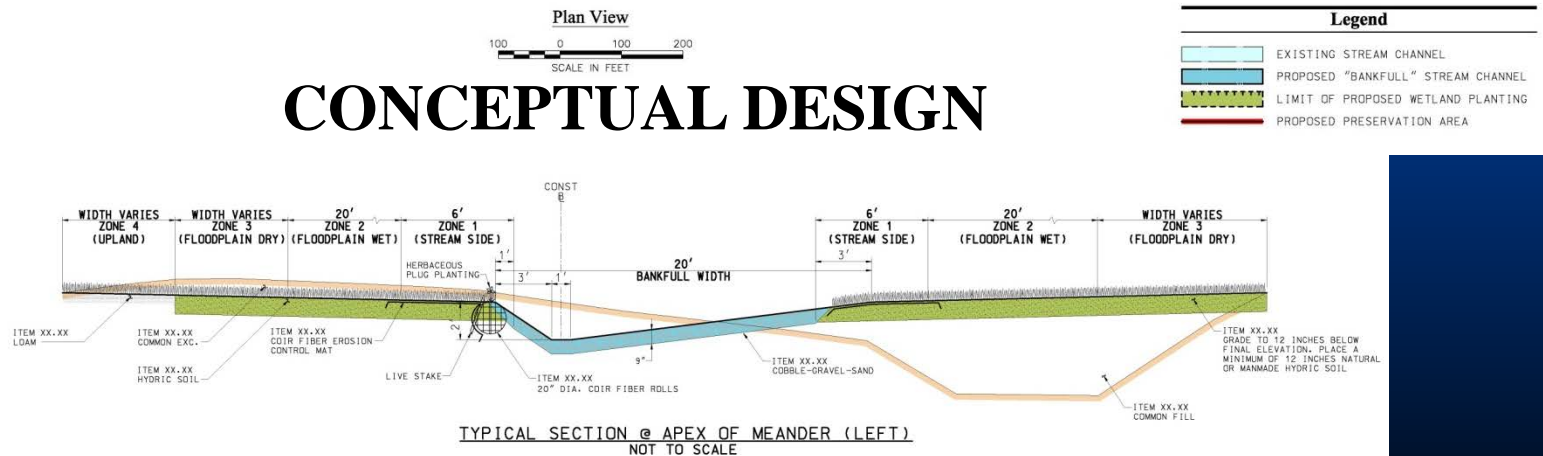 Plan View
100 0 100 200
SCALE IN FEET
CONCEPTUAL DESIGN
Legend
EXISTING STREAM CHANNEL
PROPOSED "BANKFULL" STREAM CHANNEL
LIMIT OF PROPOSED WETLAND PLANTING
PROPOSED PRESERVATION AREA
CONST
B
WIDTH VARIES
ZONE 4
(UPLAND)
WIDTH VARIES
ZONE 3
(FLOODPLAIN DRY)
20'
ZONE 2
(FLOODPLAIN WET)
6'
ZONE 1
(STREAM SIDE)
6'
ZONE 1
(STREAM SIDE)
20'
ZONE 2
(FLOODPLAIN WET)
WIDTH VARIES
ZONE 3
(FLOODPLAIN DRY)
1'
3'
1'
3'
20'
BANKFULL WIDTH
HERBACEOUS
PLUG PLANTING
2'
9"
ITEM XX.XX
LOAM
ITEM XX.XX
COMMON EXC.
ITEM XX.XX
HYDRIC SOIL
ITEM XX.XX
COIR FIBER EROSION
CONTROL MAT
LIVE STAKE
ITEM XX.XX
20" DIA. COIR FIBER ROLLS
ITEM XX.XX
COBBLE-GRAVEL-SAND
ITEM XX.XX
COMMON FILL
ITEM XX.XX
GRADE TO 12 INCHES BELOW
FINAL ELEVATION. PLACE A
MINIMUM OF 12 INCHES NATURAL
OR MANMADE HYDRIC SOIL
TYPICAL SECTION @ APEX OF MEANDER (LEFT)
NOT TO SCALE